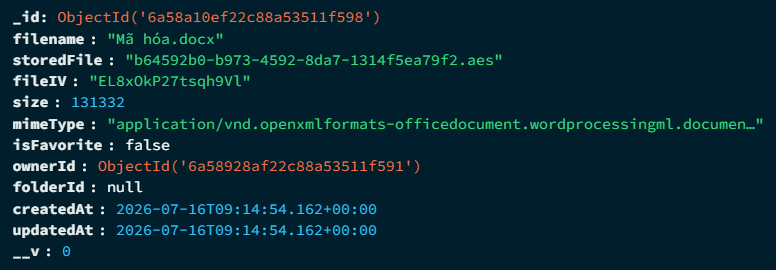 _id: ObjectId('6a58a10ef22c88a53511f598')
filename : "Mã hóa.docx"
storedFile : "b64592b0-b973-4592-8da7-1314f5ea79f2.aes"
fileIV : "EL8xOkP27tsqh9Vl"
size : 131332
mimeType : "application/vnd.openxmlformats-officedocument.wordprocessingml.documen…"
isFavorite : false
ownerId : ObjectId('6a58928af22c88a53511f591')
folderId : null
createdAt : 2026-07-16T09:14:54.162+00:00
updatedAt : 2026-07-16T09:14:54.162+00:00
__v : 0